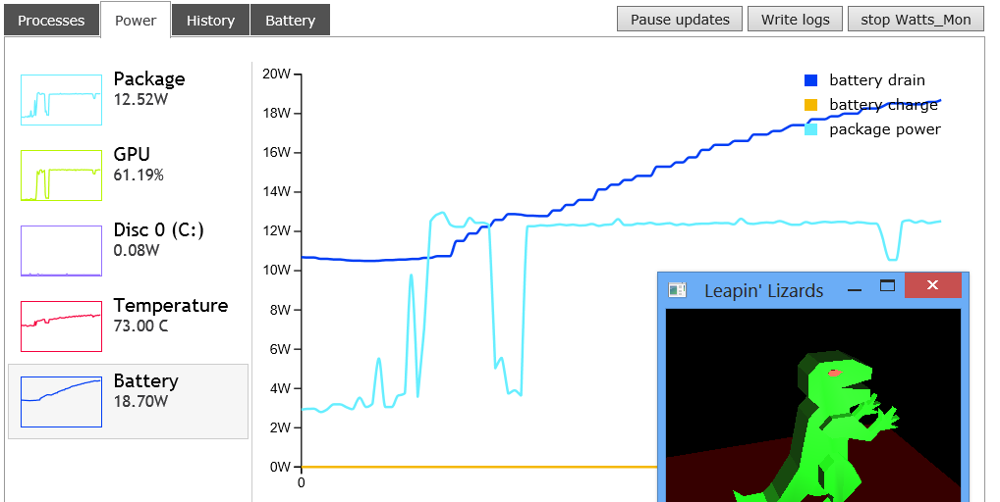 Processes Power History Battery Pause updates Write logs stop Watts_Mon
Package
12.52W
GPU
61.19%
Disc 0 (C:)
0.08W
Temperature
73.00 C
Battery
18.70W
20W
18W
16W
14W
12W
10W
8W
6W
4W
2W
0W
0
battery drain
battery charge
package power
Leapin' Lizards